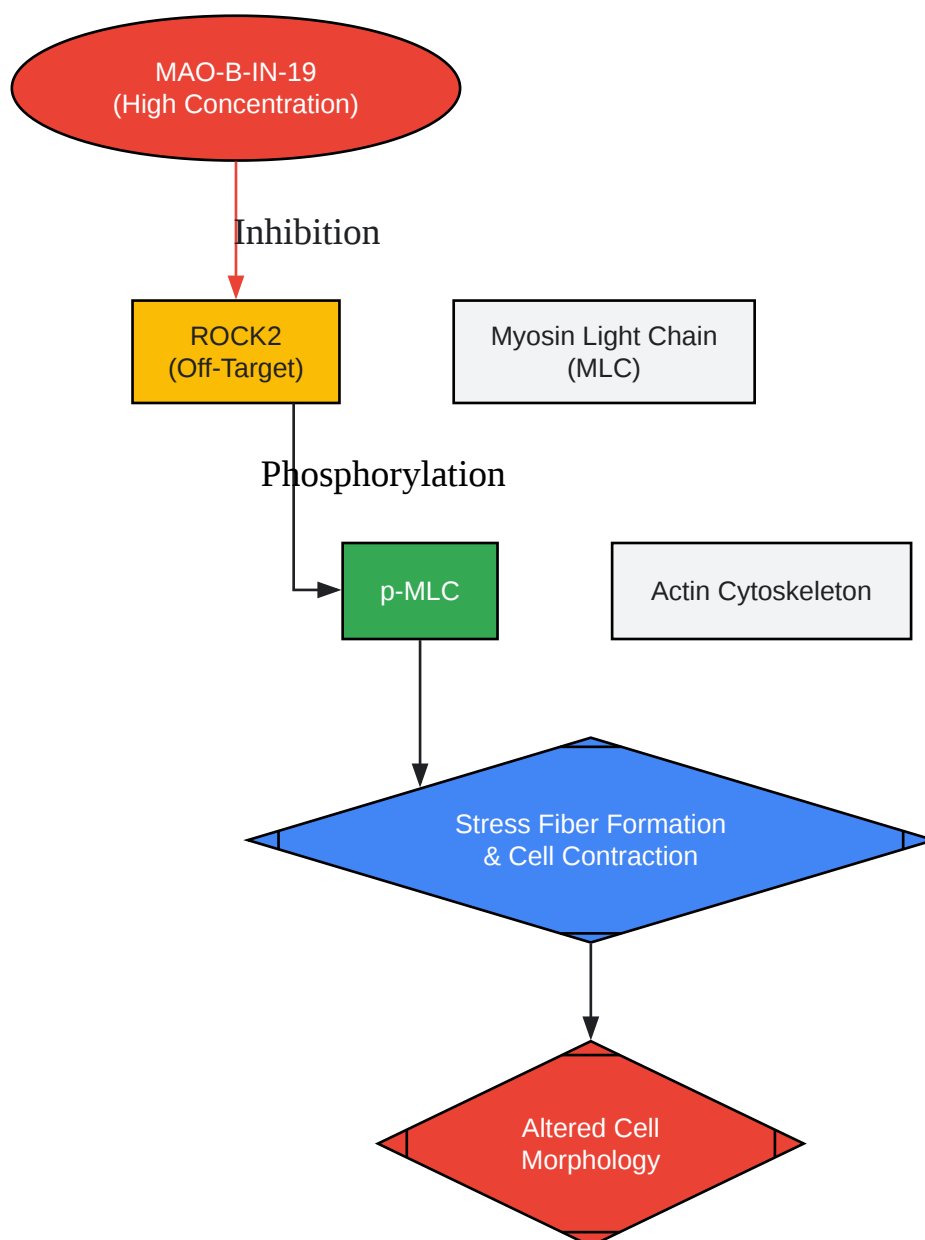 MAO-B-IN-19
(High Concentration)
Inhibition
ROCK2
(Off-Target)
Myosin Light Chain
(MLC)
Phosphorylation
p-MLC
Actin Cytoskeleton
Stress Fiber Formation
& Cell Contraction
Altered Cell
Morphology